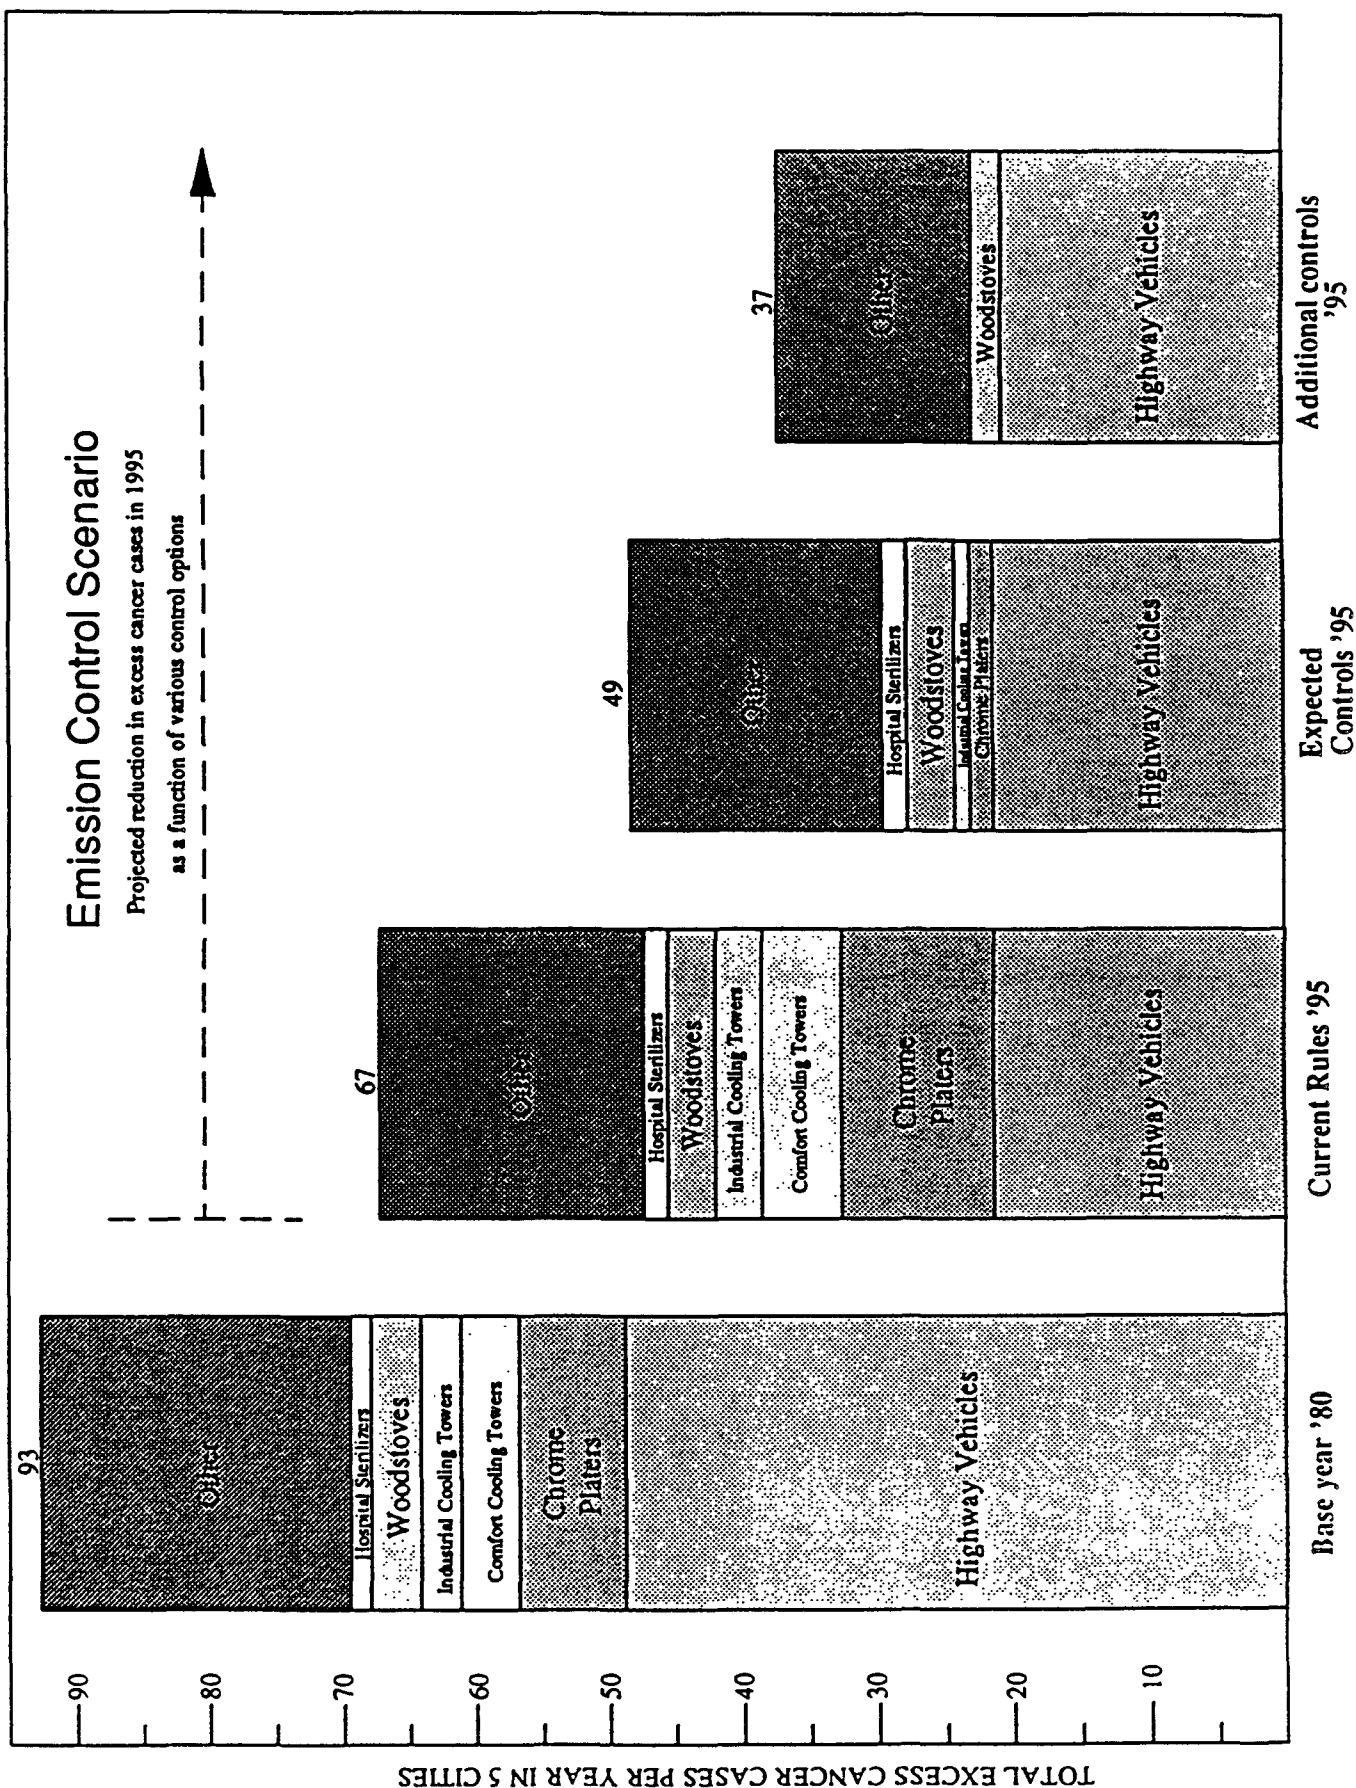 Emission Control Scenario
Projected reduction in excess cancer cases in 1995
as a function of various control options
TOTAL EXCESS CANCER CASES PER YEAR IN 5 CITIES
90
80
70
60
50
40
30
20
10
93
Other
Hospital Sterilizers
Woodstoves
Industrial Cooling Towers
Comfort Cooling Towers
Chrome
Platers
Highway Vehicles
Base year '80
67
Other
Hospital Sterilizers
Woodstoves
Industrial Cooling Towers
Comfort Cooling Towers
Chrome
Platers
Highway Vehicles
Current Rules '95
49
Other
Hospital Sterilizers
Woodstoves
Industrial Cooling Tower
Chrome Platers
Highway Vehicles
Expected
Controls '95
37
Other
Woodstoves
Highway Vehicles
Additional controls
'95